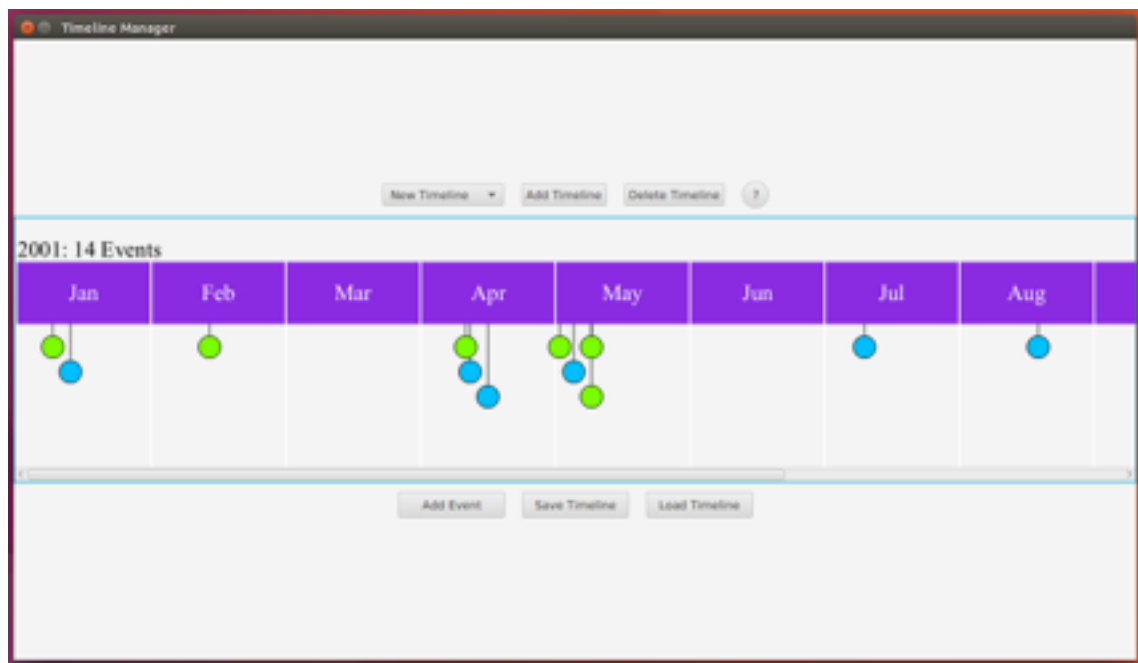 Timeline Manager
New Timeline Add Timeline Delete Timeline ?
2001: 14 Events
Jan Feb Mar Apr May Jun Jul Aug
Add Event Save Timeline Load Timeline